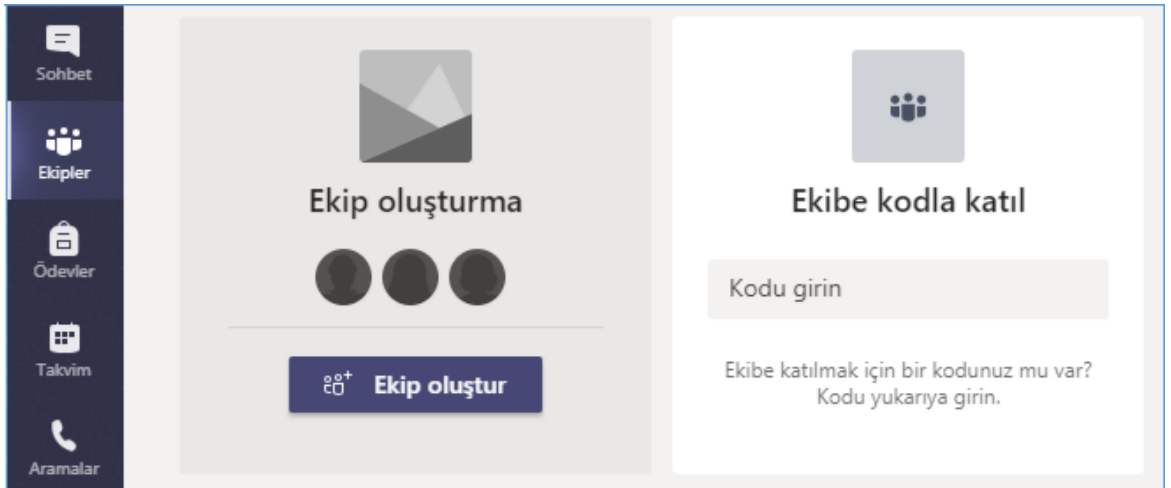 Sohbet
Ekipler
Ödevler
Takvim
Aramalar
Ekip oluşturma
Ekip oluştur
Ekibe kodla katıl
Kodu girin
Ekibe katılmak için bir kodunuz mu var?
Kodu yukarıya girin.